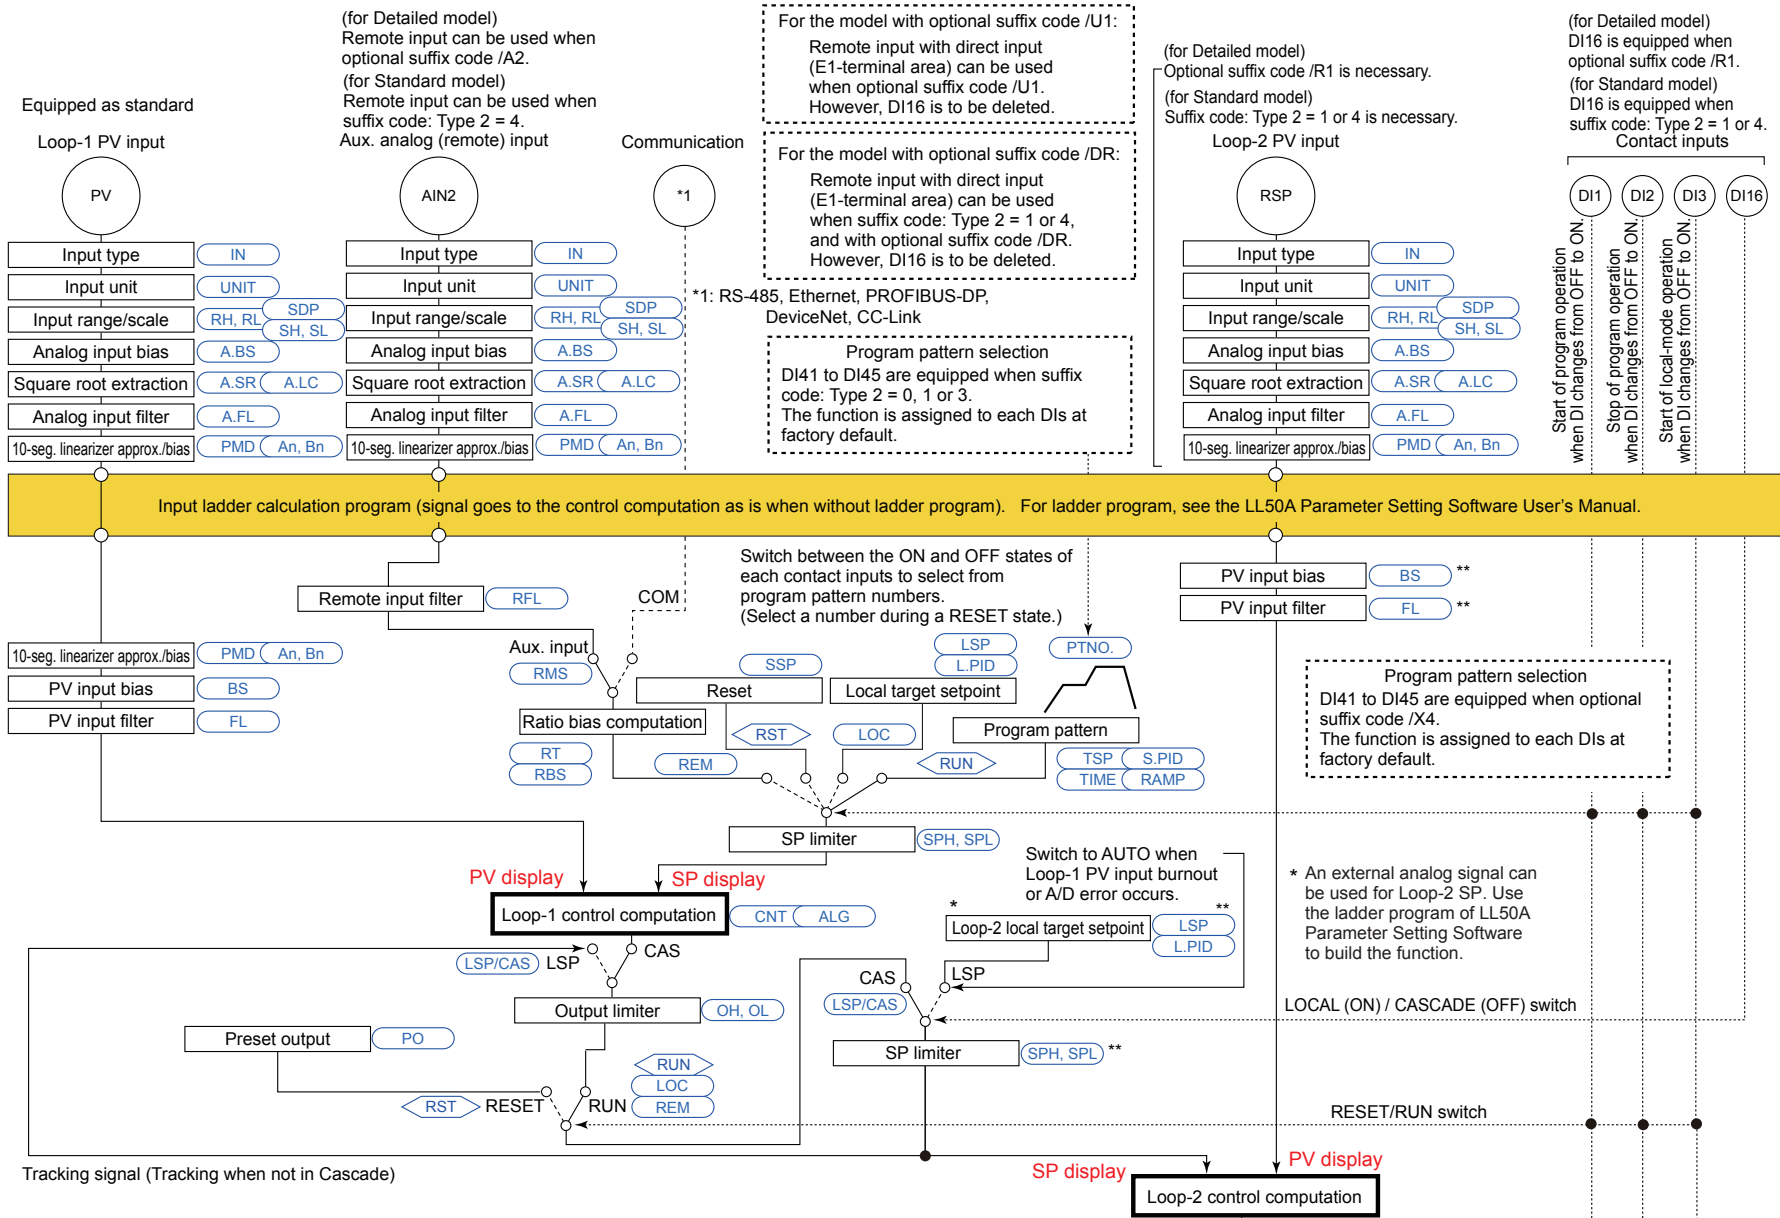 (for Detailed model)
Remote input can be used when
optional suffix code /A2.
(for Standard model)
Remote input can be used when
suffix code: Type 2 = 4.
Aux. analog (remote) input
Equipped as standard
Loop-1 PV input
Communication
For the model with optional suffix code /U1:
Remote input with direct input
(E1-terminal area) can be used
when optional suffix code /U1.
However, DI16 is to be deleted.
For the model with optional suffix code /DR:
Remote input with direct input
(E1-terminal area) can be used
when suffix code: Type 2 = 1 or 4,
and with optional suffix code /DR.
However, DI16 is to be deleted.
*1: RS-485, Ethernet, PROFIBUS-DP,
DeviceNet, CC-Link
(for Detailed model)
Optional suffix code /R1 is necessary.
(for Standard model)
Suffix code: Type 2 = 1 or 4 is necessary.
Loop-2 PV input
(for Detailed model)
DI16 is equipped when
optional suffix code /R1.
(for Standard model)
DI16 is equipped when
suffix code: Type 2 = 1 or 4.
Contact inputs
PV
AIN2
*1
RSP
DI1
DI2
DI3
DI16
Input type
IN
Input unit
UNIT
Input range/scale
RH, RL
SDP
SH, SL
Analog input bias
A.BS
Square root extraction
A.SR
A.LC
Analog input filter
A.FL
10-seg. linearizer approx./bias
PMD
An, Bn
Input type
IN
Input unit
UNIT
Input range/scale
RH, RL
SDP
SH, SL
Analog input bias
A.BS
Square root extraction
A.SR
A.LC
Analog input filter
A.FL
10-seg. linearizer approx./bias
PMD
An, Bn
Program pattern selection
DI41 to DI45 are equipped when suffix
code: Type 2 = 0, 1 or 3.
The function is assigned to each DIs at
factory default.
Input type
IN
Input unit
UNIT
Input range/scale
RH, RL
SDP
SH, SL
Analog input bias
A.BS
Square root extraction
A.SR
A.LC
Analog input filter
A.FL
10-seg. linearizer approx./bias
PMD
An, Bn
Start of program operation
when DI changes from OFF to ON.
Stop of program operation
when DI changes from OFF to ON.
Start of local-mode operation
when DI changes from OFF to ON.
Input ladder calculation program (signal goes to the control computation as is when without ladder program). For ladder program, see the LL50A Parameter Setting Software User's Manual.
Remote input filter
RFL
COM
Switch between the ON and OFF states of
each contact inputs to select from
program pattern numbers.
(Select a number during a RESET state.)
PV input bias
BS
**
PV input filter
FL
**
10-seg. linearizer approx./bias
PMD
An, Bn
PV input bias
BS
PV input filter
FL
Aux. input
RMS
Ratio bias computation
RT
RBS
SSP
Reset
RST
REM
LSP
L.PID
Local target setpoint
LOC
PTNO.
Program pattern
RUN
TSP
S.PID
TIME
RAMP
Program pattern selection
DI41 to DI45 are equipped when optional
suffix code /X4.
The function is assigned to each DIs at
factory default.
SP limiter
SPH, SPL
PV display
SP display
Loop-1 control computation
CNT
ALG
Switch to AUTO when
Loop-1 PV input burnout
or A/D error occurs.
*
Loop-2 local target setpoint
**
LSP
L.PID
* An external analog signal can
be used for Loop-2 SP. Use
the ladder program of LL50A
Parameter Setting Software
to build the function.
LSP/CAS
LSP
CAS
CAS
LSP
LSP/CAS
LOCAL (ON) / CASCADE (OFF) switch
Output limiter
OH, OL
Preset output
PO
SP limiter
SPH, SPL
**
RUN
LOC
REM
RST
RESET
RUN
RESET/RUN switch
Tracking signal (Tracking when not in Cascade)
SP display
PV display
Loop-2 control computation